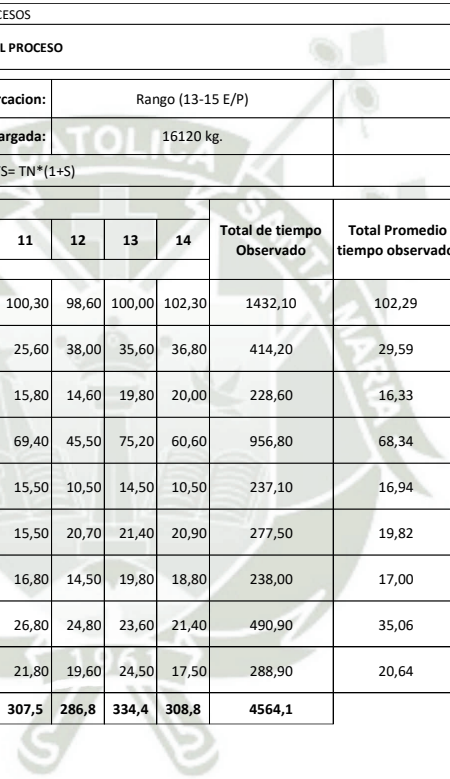 CESOS
L PROCESO
rcacion: Rango (13-15 E/P)
argada: 16120 kg.
S= TN*(1+S)
11 12 13 14 Total de tiempo Observado Total Promedio tiempo observado
100,30 98,60 100,00 102,30 1432,10 102,29
25,60 38,00 35,60 36,80 414,20 29,59
15,80 14,60 19,80 20,00 228,60 16,33
69,40 45,50 75,20 60,60 956,80 68,34
15,50 10,50 14,50 10,50 237,10 16,94
15,50 20,70 21,40 20,90 277,50 19,82
16,80 14,50 19,80 18,80 238,00 17,00
26,80 24,80 23,60 21,40 490,90 35,06
21,80 19,60 24,50 17,50 288,90 20,64
307,5 286,8 334,4 308,8 4564,1
CATOLICA
SANTA MARIA
1961